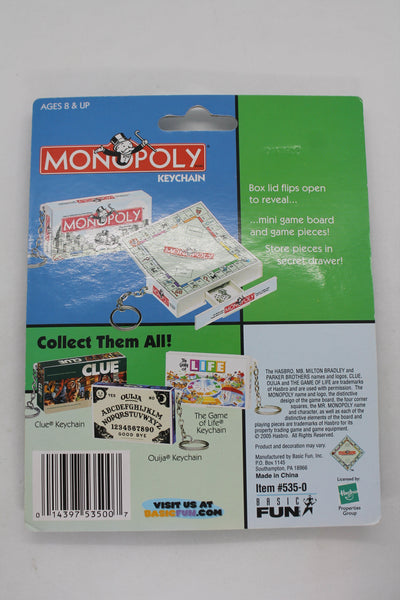 AGES 8 & UP
MONOPOLY
KEYCHAIN
Box lid flips open
to reveal...
...mini game board
and game pieces!
Store pieces in
secret drawer!
MONOPOLY
MONOPOLY
Collect Them All!
CLUE
CLUE
LIFE
YES OUIJA NO
ABCDEFGHIJKLM
NOPQRSTUVWXYZ
1234567890
GOOD BYE
Clue® Keychain
The Game
of Life®
Keychain
Ouija® Keychain
The HASBRO, MB, MILTON BRADLEY and
PARKER BROTHERS names and logos, CLUE,
OUIJA and THE GAME OF LIFE are trademarks
of Hasbro and are used with permission. The
MONOPOLY name and logo, the distinctive
design of the game board, the four corner
squares, the MR. MONOPOLY name
and character, as well as each of the
distinctive elements of the board and
playing pieces are trademarks of Hasbro for its
property trading game and game equipment.
© 2005 Hasbro. All Rights Reserved.
Product and decoration may vary.
Manufactured by Basic Fun, Inc.
P.O. Box 1145
Southampton, PA 18966
Made in China
Item #535-0
Licensed by:
BASIC
FUN
Hasbro
Properties
Group
VISIT US AT
BASICFUN.COM
0 14397 53500 7